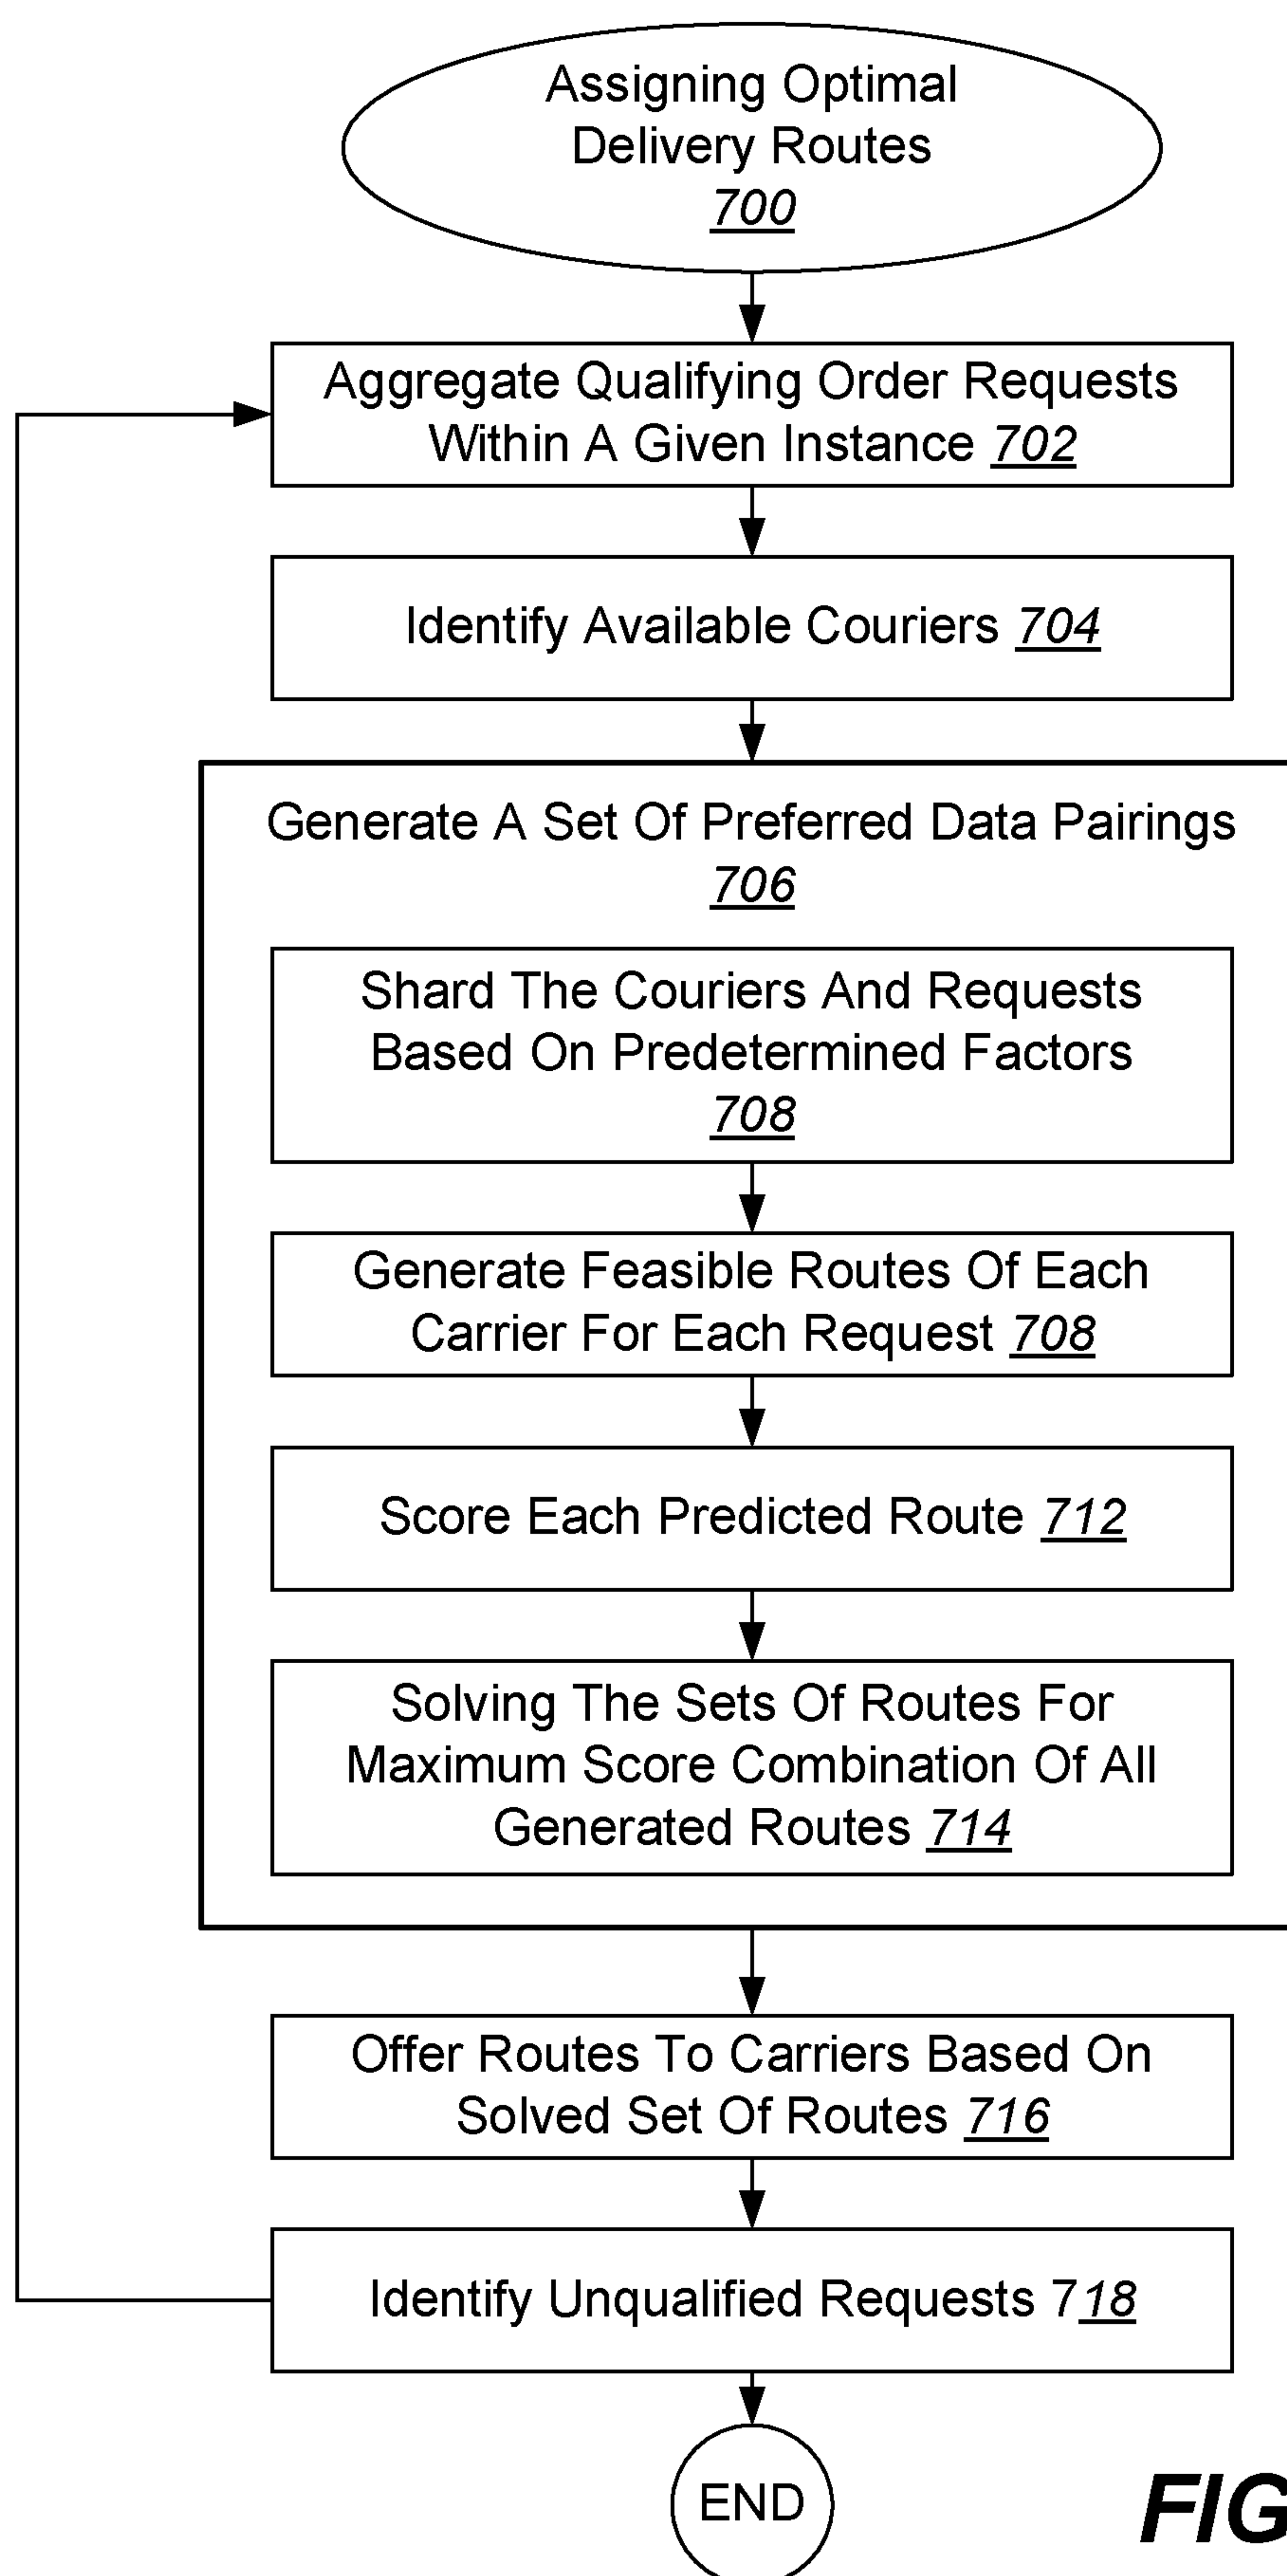 Assigning Optimal
Delivery Routes
700
Aggregate Qualifying Order Requests
Within A Given Instance 702
Identify Available Couriers 704
Generate A Set Of Preferred Data Pairings
706
Shard The Couriers And Requests
Based On Predetermined Factors
708
Generate Feasible Routes Of Each
Carrier For Each Request 708
Score Each Predicted Route 712
Solving The Sets Of Routes For
Maximum Score Combination Of All
Generated Routes 714
Offer Routes To Carriers Based On
Solved Set Of Routes 716
Identify Unqualified Requests 718
END
FIG